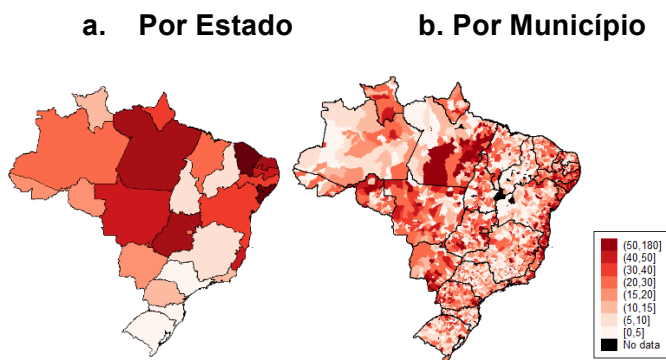 a. Por Estado
b. Por Município
(50,180]
(40,50]
(30,40]
(20,30]
(15,20]
(10,15]
(5,10]
[0,5]
No data